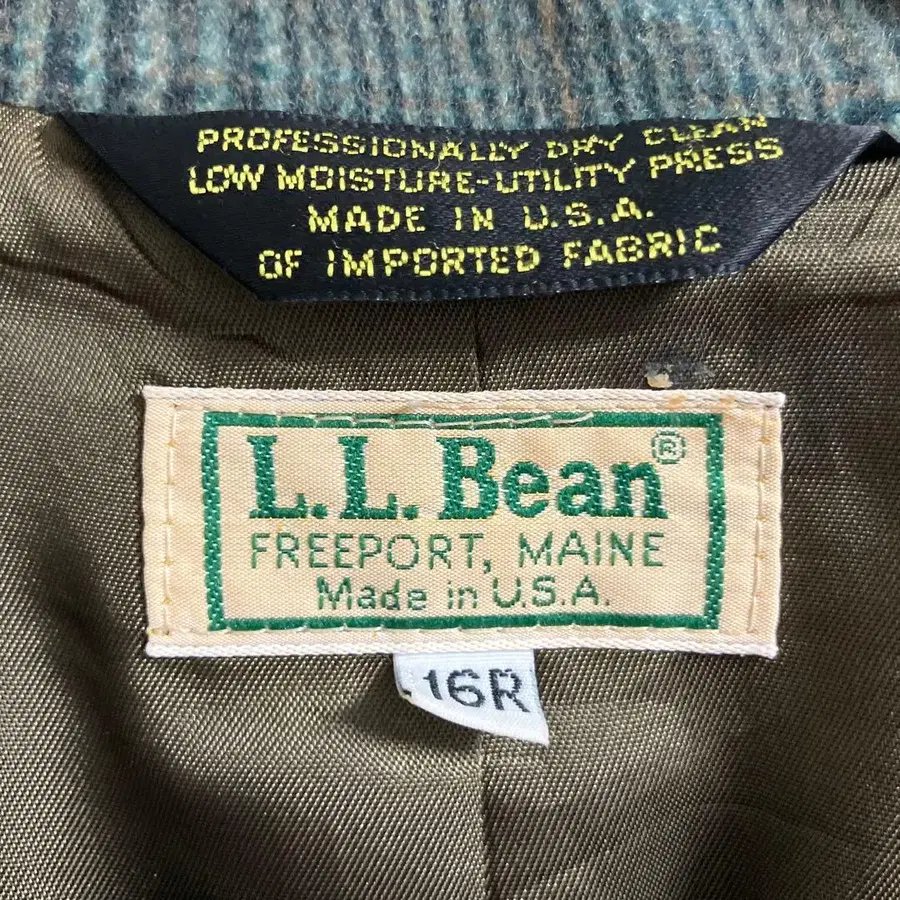 PROFESSIONALLY DRY CLEAN
LOW MOISTURE-UTILITY PRESS
MADE IN U.S.A.
OF IMPORTED FABRIC
L.L.Bean®
FREEPORT, MAINE
Made in U.S.A.
16R